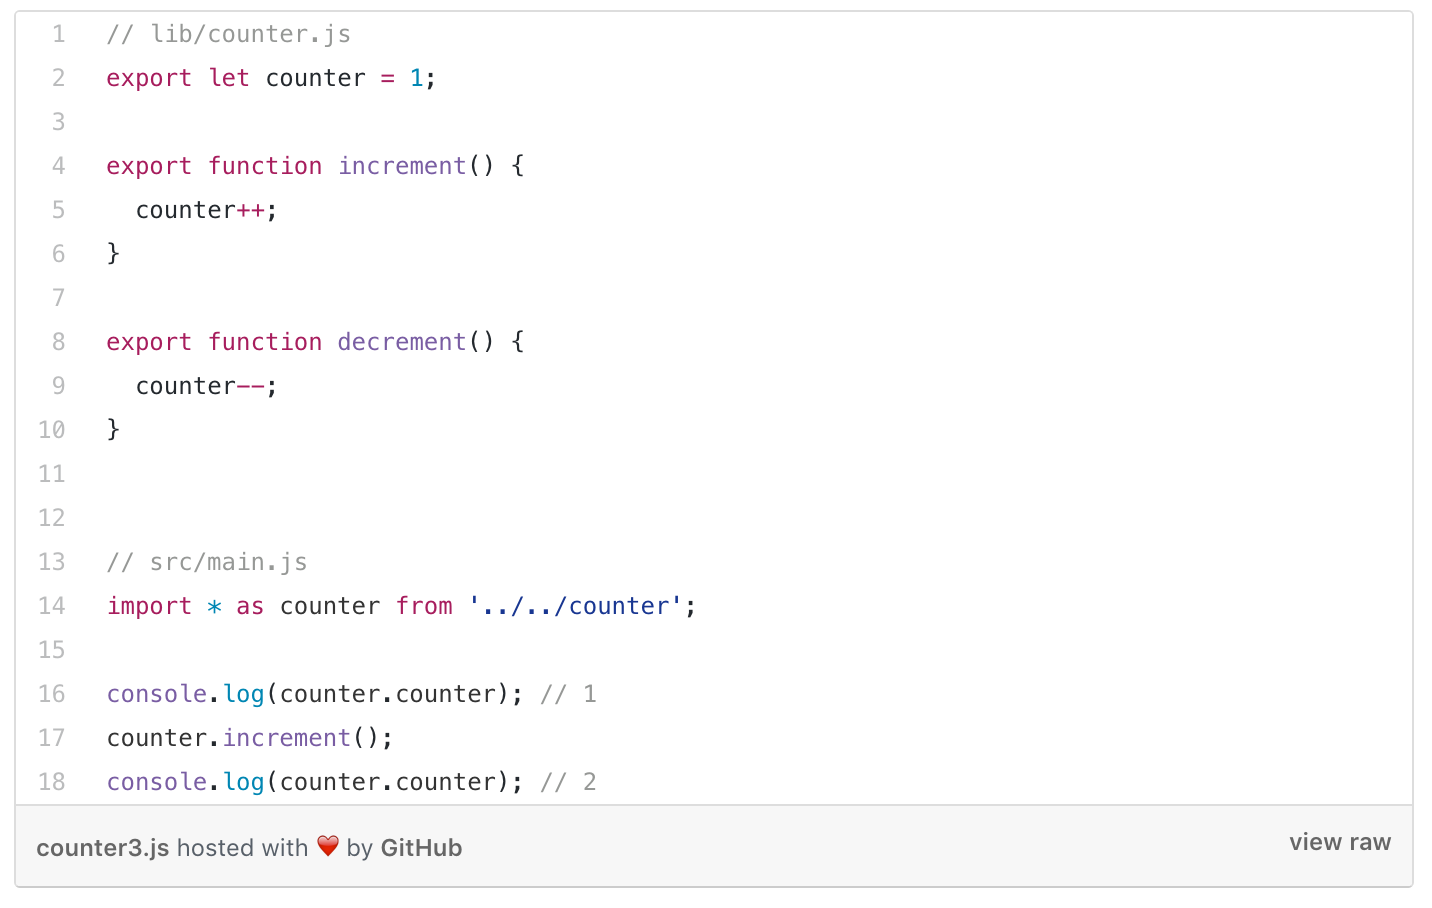 1 // lib/counter.js
2 export let counter = 1;
3
4 export function increment() {
5   counter++;
6 }
7
8 export function decrement() {
9   counter--;
10 }
11
12
13 // src/main.js
14 import * as counter from '../../counter';
15
16 console.log(counter.counter); // 1
17 counter.increment();
18 console.log(counter.counter); // 2
counter3.js hosted with ❤ by GitHub
view raw